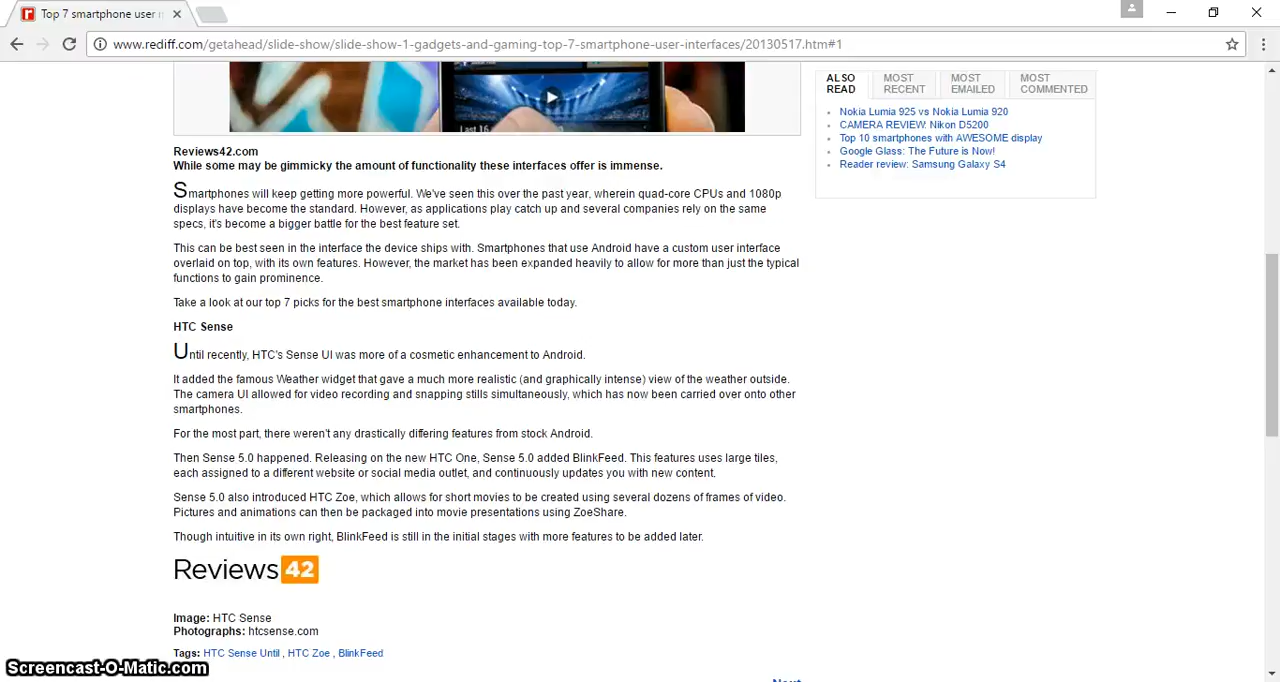 Top 7 smartphone user i
www.rediff.com/getahead/slide-show/slide-show-1-gadgets-and-gaming-top-7-smartphone-user-interfaces/20130517.htm#1
Last 16
ALSO READ
MOST RECENT
MOST EMAILED
MOST COMMENTED
Nokia Lumia 925 vs Nokia Lumia 920
CAMERA REVIEW: Nikon D5200
Top 10 smartphones with AWESOME display
Google Glass: The Future is Now!
Reader review: Samsung Galaxy S4
Reviews42.com
While some may be gimmicky the amount of functionality these interfaces offer is immense.
Smartphones will keep getting more powerful. We've seen this over the past year, wherein quad-core CPUs and 1080p
displays have become the standard. However, as applications play catch up and several companies rely on the same
specs, it's become a bigger battle for the best feature set.
This can be best seen in the interface the device ships with. Smartphones that use Android have a custom user interface
overlaid on top, with its own features. However, the market has been expanded heavily to allow for more than just the typical
functions to gain prominence.
Take a look at our top 7 picks for the best smartphone interfaces available today.
HTC Sense
Until recently, HTC's Sense UI was more of a cosmetic enhancement to Android.
It added the famous Weather widget that gave a much more realistic (and graphically intense) view of the weather outside.
The camera UI allowed for video recording and snapping stills simultaneously, which has now been carried over onto other
smartphones.
For the most part, there weren't any drastically differing features from stock Android.
Then Sense 5.0 happened. Releasing on the new HTC One, Sense 5.0 added BlinkFeed. This features uses large tiles,
each assigned to a different website or social media outlet, and continuously updates you with new content.
Sense 5.0 also introduced HTC Zoe, which allows for short movies to be created using several dozens of frames of video.
Pictures and animations can then be packaged into movie presentations using ZoeShare.
Though intuitive in its own right, BlinkFeed is still in the initial stages with more features to be added later.
Reviews 42
Image: HTC Sense
Photographs: htcsense.com
Tags: HTC Sense Until , HTC Zoe , BlinkFeed
Screencast-O-Matic.com
Next